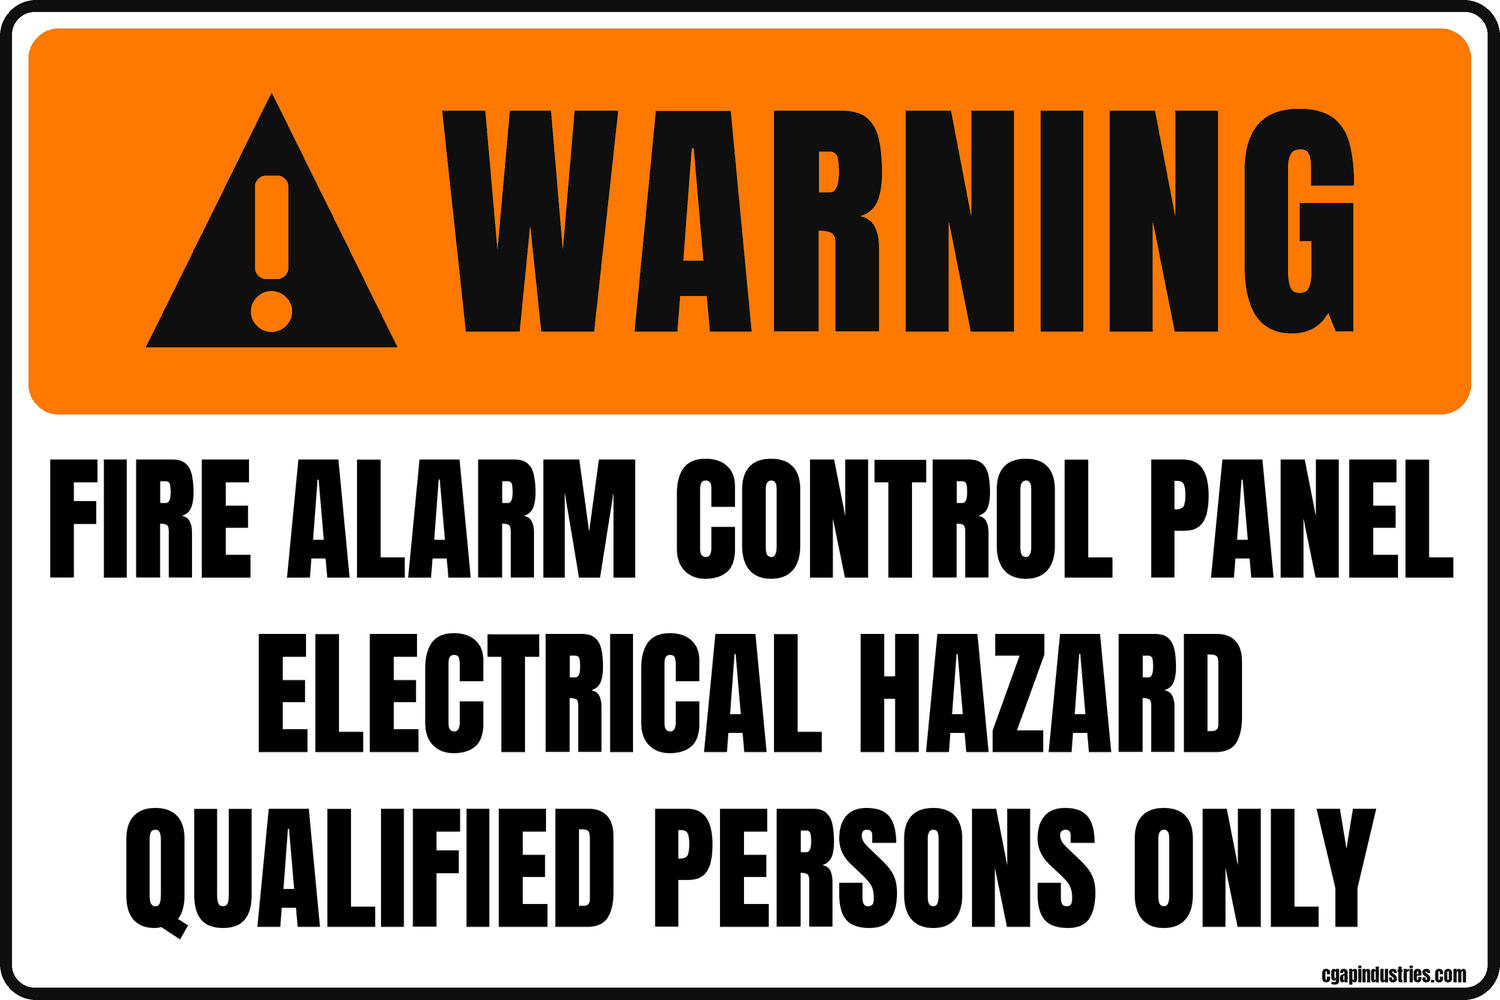 WARNING
FIRE ALARM CONTROL PANEL
ELECTRICAL HAZARD
QUALIFIED PERSONS ONLY
cgapindustries.com